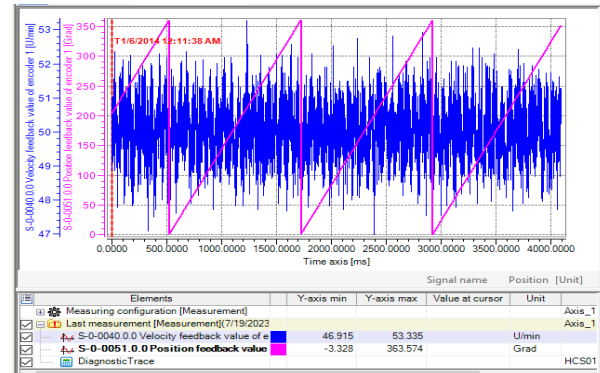 S-0-0040.0.0 Velocity feedback value of encoder 1 [U/min]
S-0-0051.0.0 Position feedback value of encoder 1 [Grad]
53
52
51
50
49
48
47
350
300
250
200
150
100
50
0
T1/6/2014 12:11:38 AM
0.0000 500.0000 1000.0000 1500.0000 2000.0000 2500.0000 3000.0000 3500.0000 4000.0000
Time axis [ms]
Signal name Position [Unit]
Elements Y-axis min Y-axis max Value at cursor Unit
Measuring configuration [Measurement] Axis_1
Last measurement [Measurement](7/19/2023 Axis_1
S-0-0040.0.0 Velocity feedback value of e 46.915 53.335 U/min
S-0-0051.0.0 Position feedback value -3.328 363.574 Grad
DiagnosticTrace HCS01